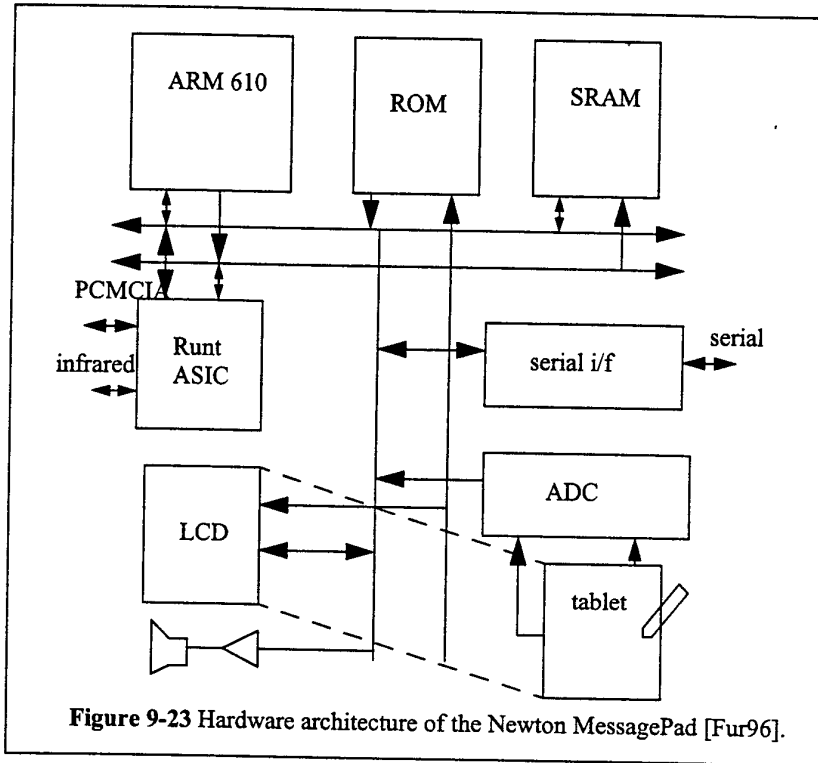 ARM 610
ROM
SRAM
PCMCIA
infrared
Runt
ASIC
serial i/f
serial
LCD
ADC
tablet
Figure 9-23 Hardware architecture of the Newton MessagePad [Fur96].